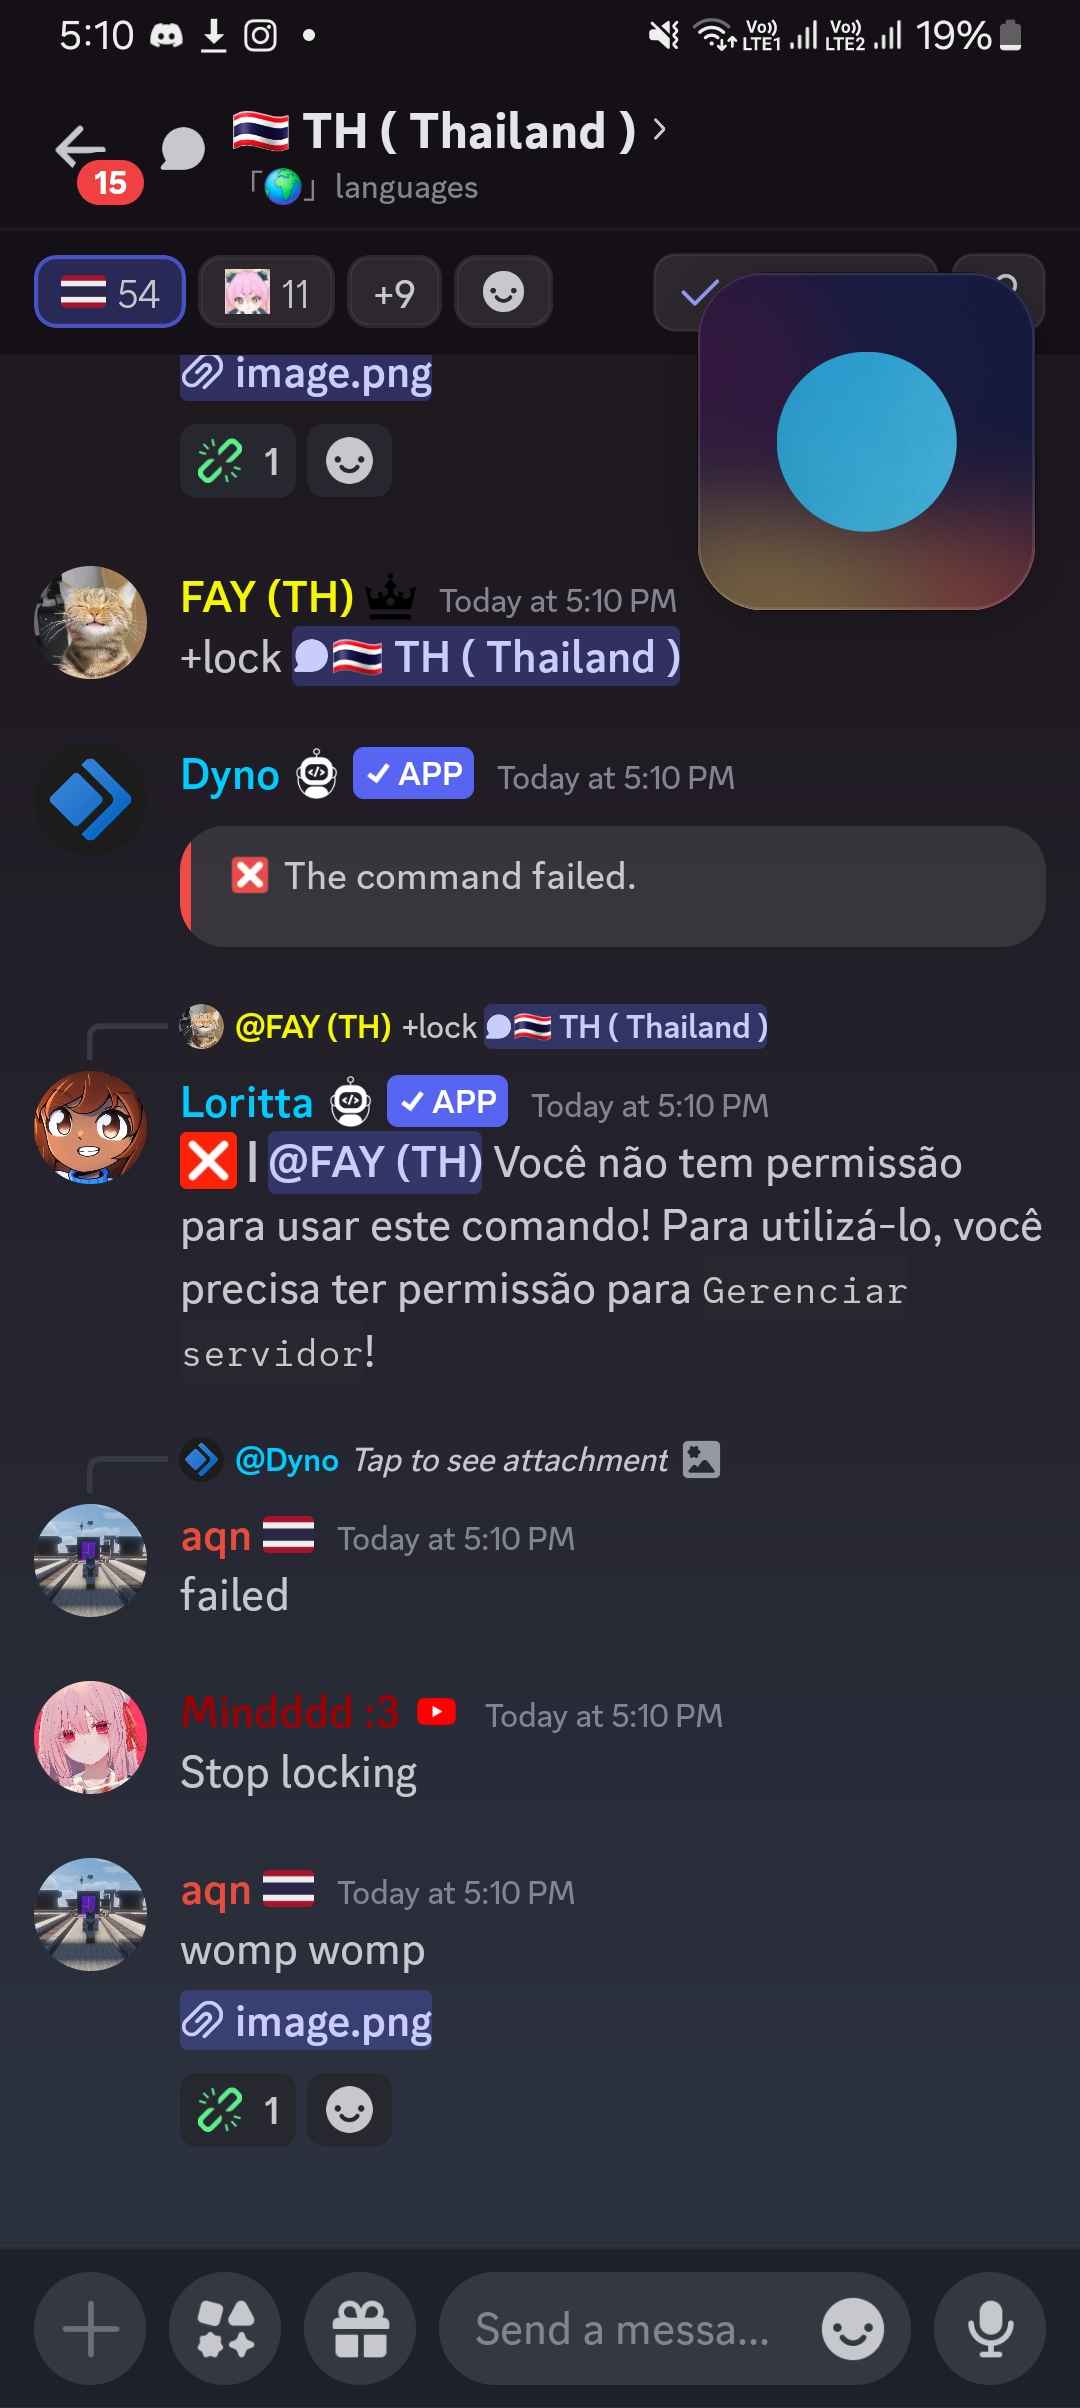 5:10
Vo)) LTE1 Vo)) LTE2 19%
TH ( Thailand )
15
「」 languages
54 11 +9
image.png
1
FAY (TH) Today at 5:10 PM
+lock TH ( Thailand )
Dyno APP Today at 5:10 PM
The command failed.
@FAY (TH) +lock TH ( Thailand )
Loritta APP Today at 5:10 PM
| @FAY (TH) Você não tem permissão
para usar este comando! Para utilizá-lo, você
precisa ter permissão para Gerenciar
servidor!
@Dyno Tap to see attachment
aqn Today at 5:10 PM
failed
Mindddd :3 Today at 5:10 PM
Stop locking
aqn Today at 5:10 PM
womp womp
image.png
1
Send a messa...